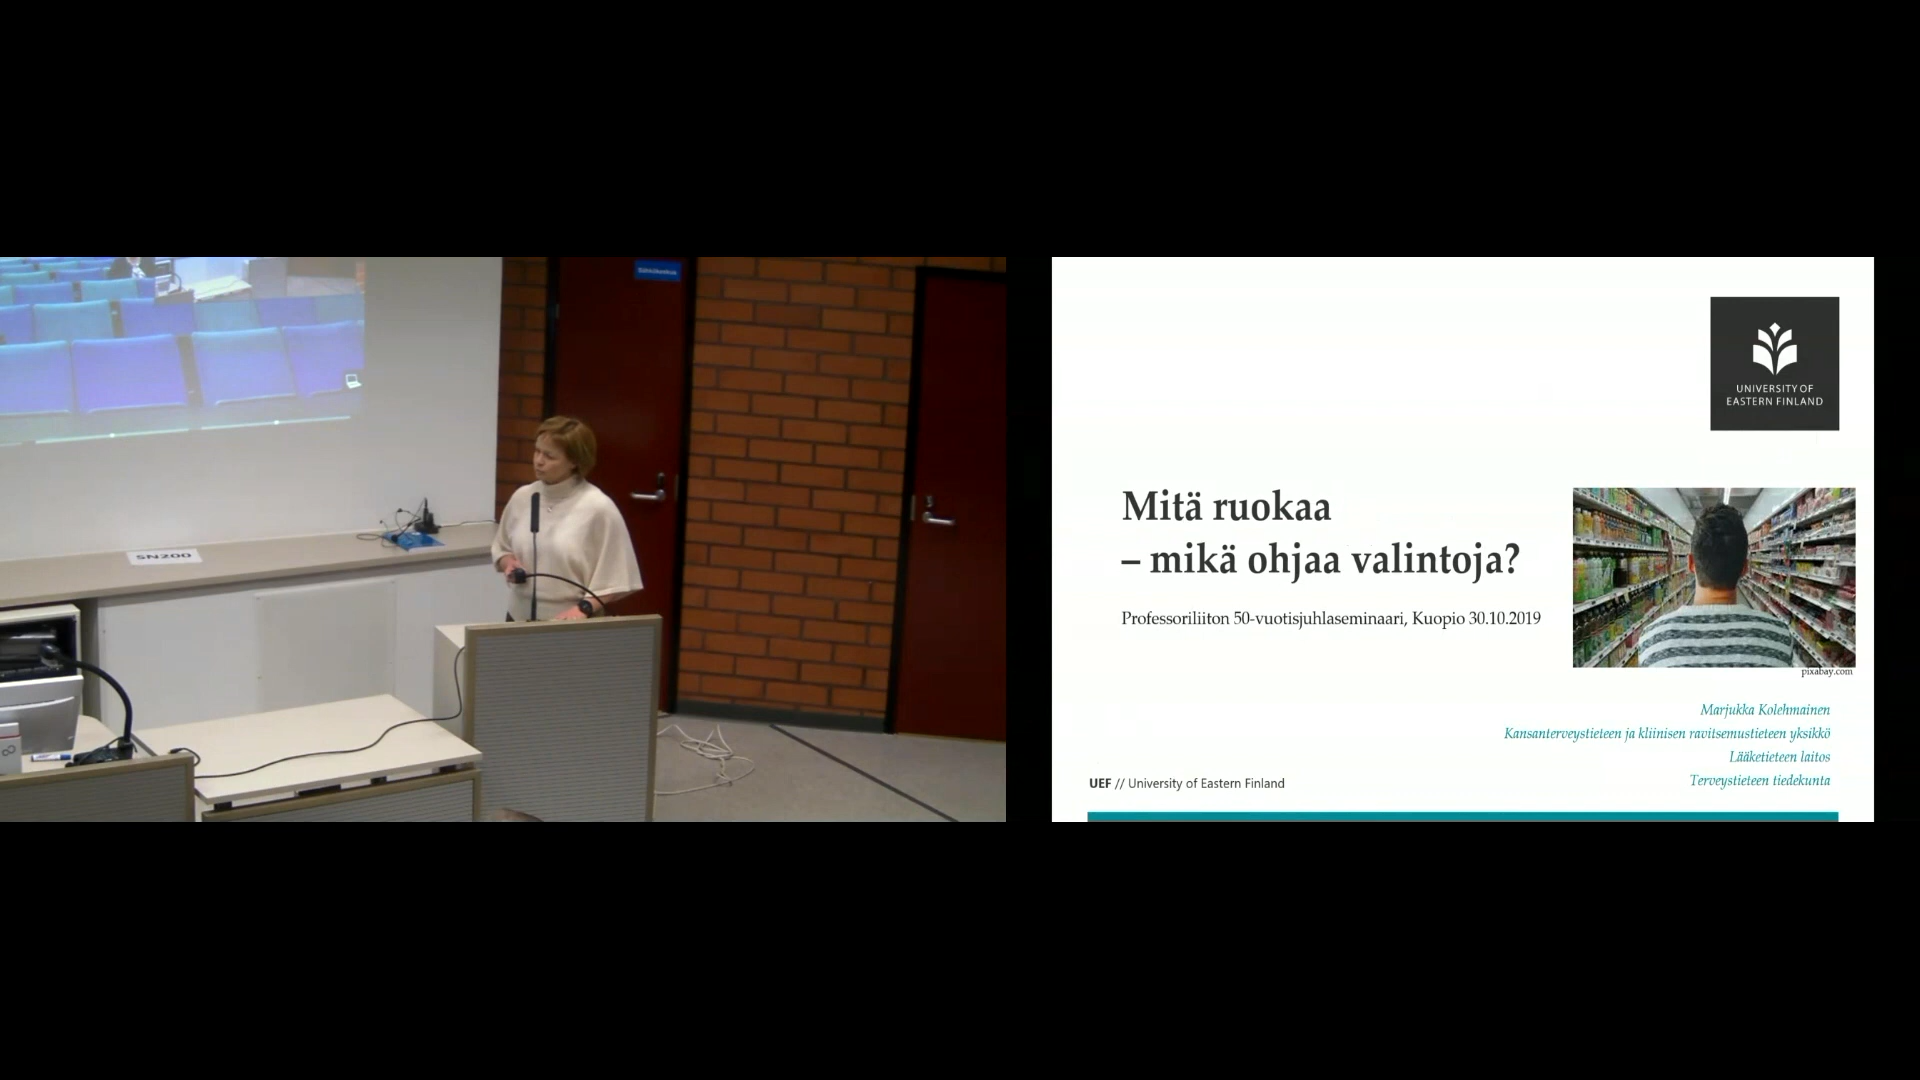 SN200
UNIVERSITY OF
EASTERN FINLAND
Mitä ruokaa
– mikä ohjaa valintoja?
Professoriliiton 50-vuotisjuhlaseminaari, Kuopio 30.10.2019
pixabay.com
Marjukka Kolehmainen
Kansanterveystieteen ja kliinisen ravitsemustieteen yksikkö
Lääketieteen laitos
Terveystieteen tiedekunta
UEF // University of Eastern Finland